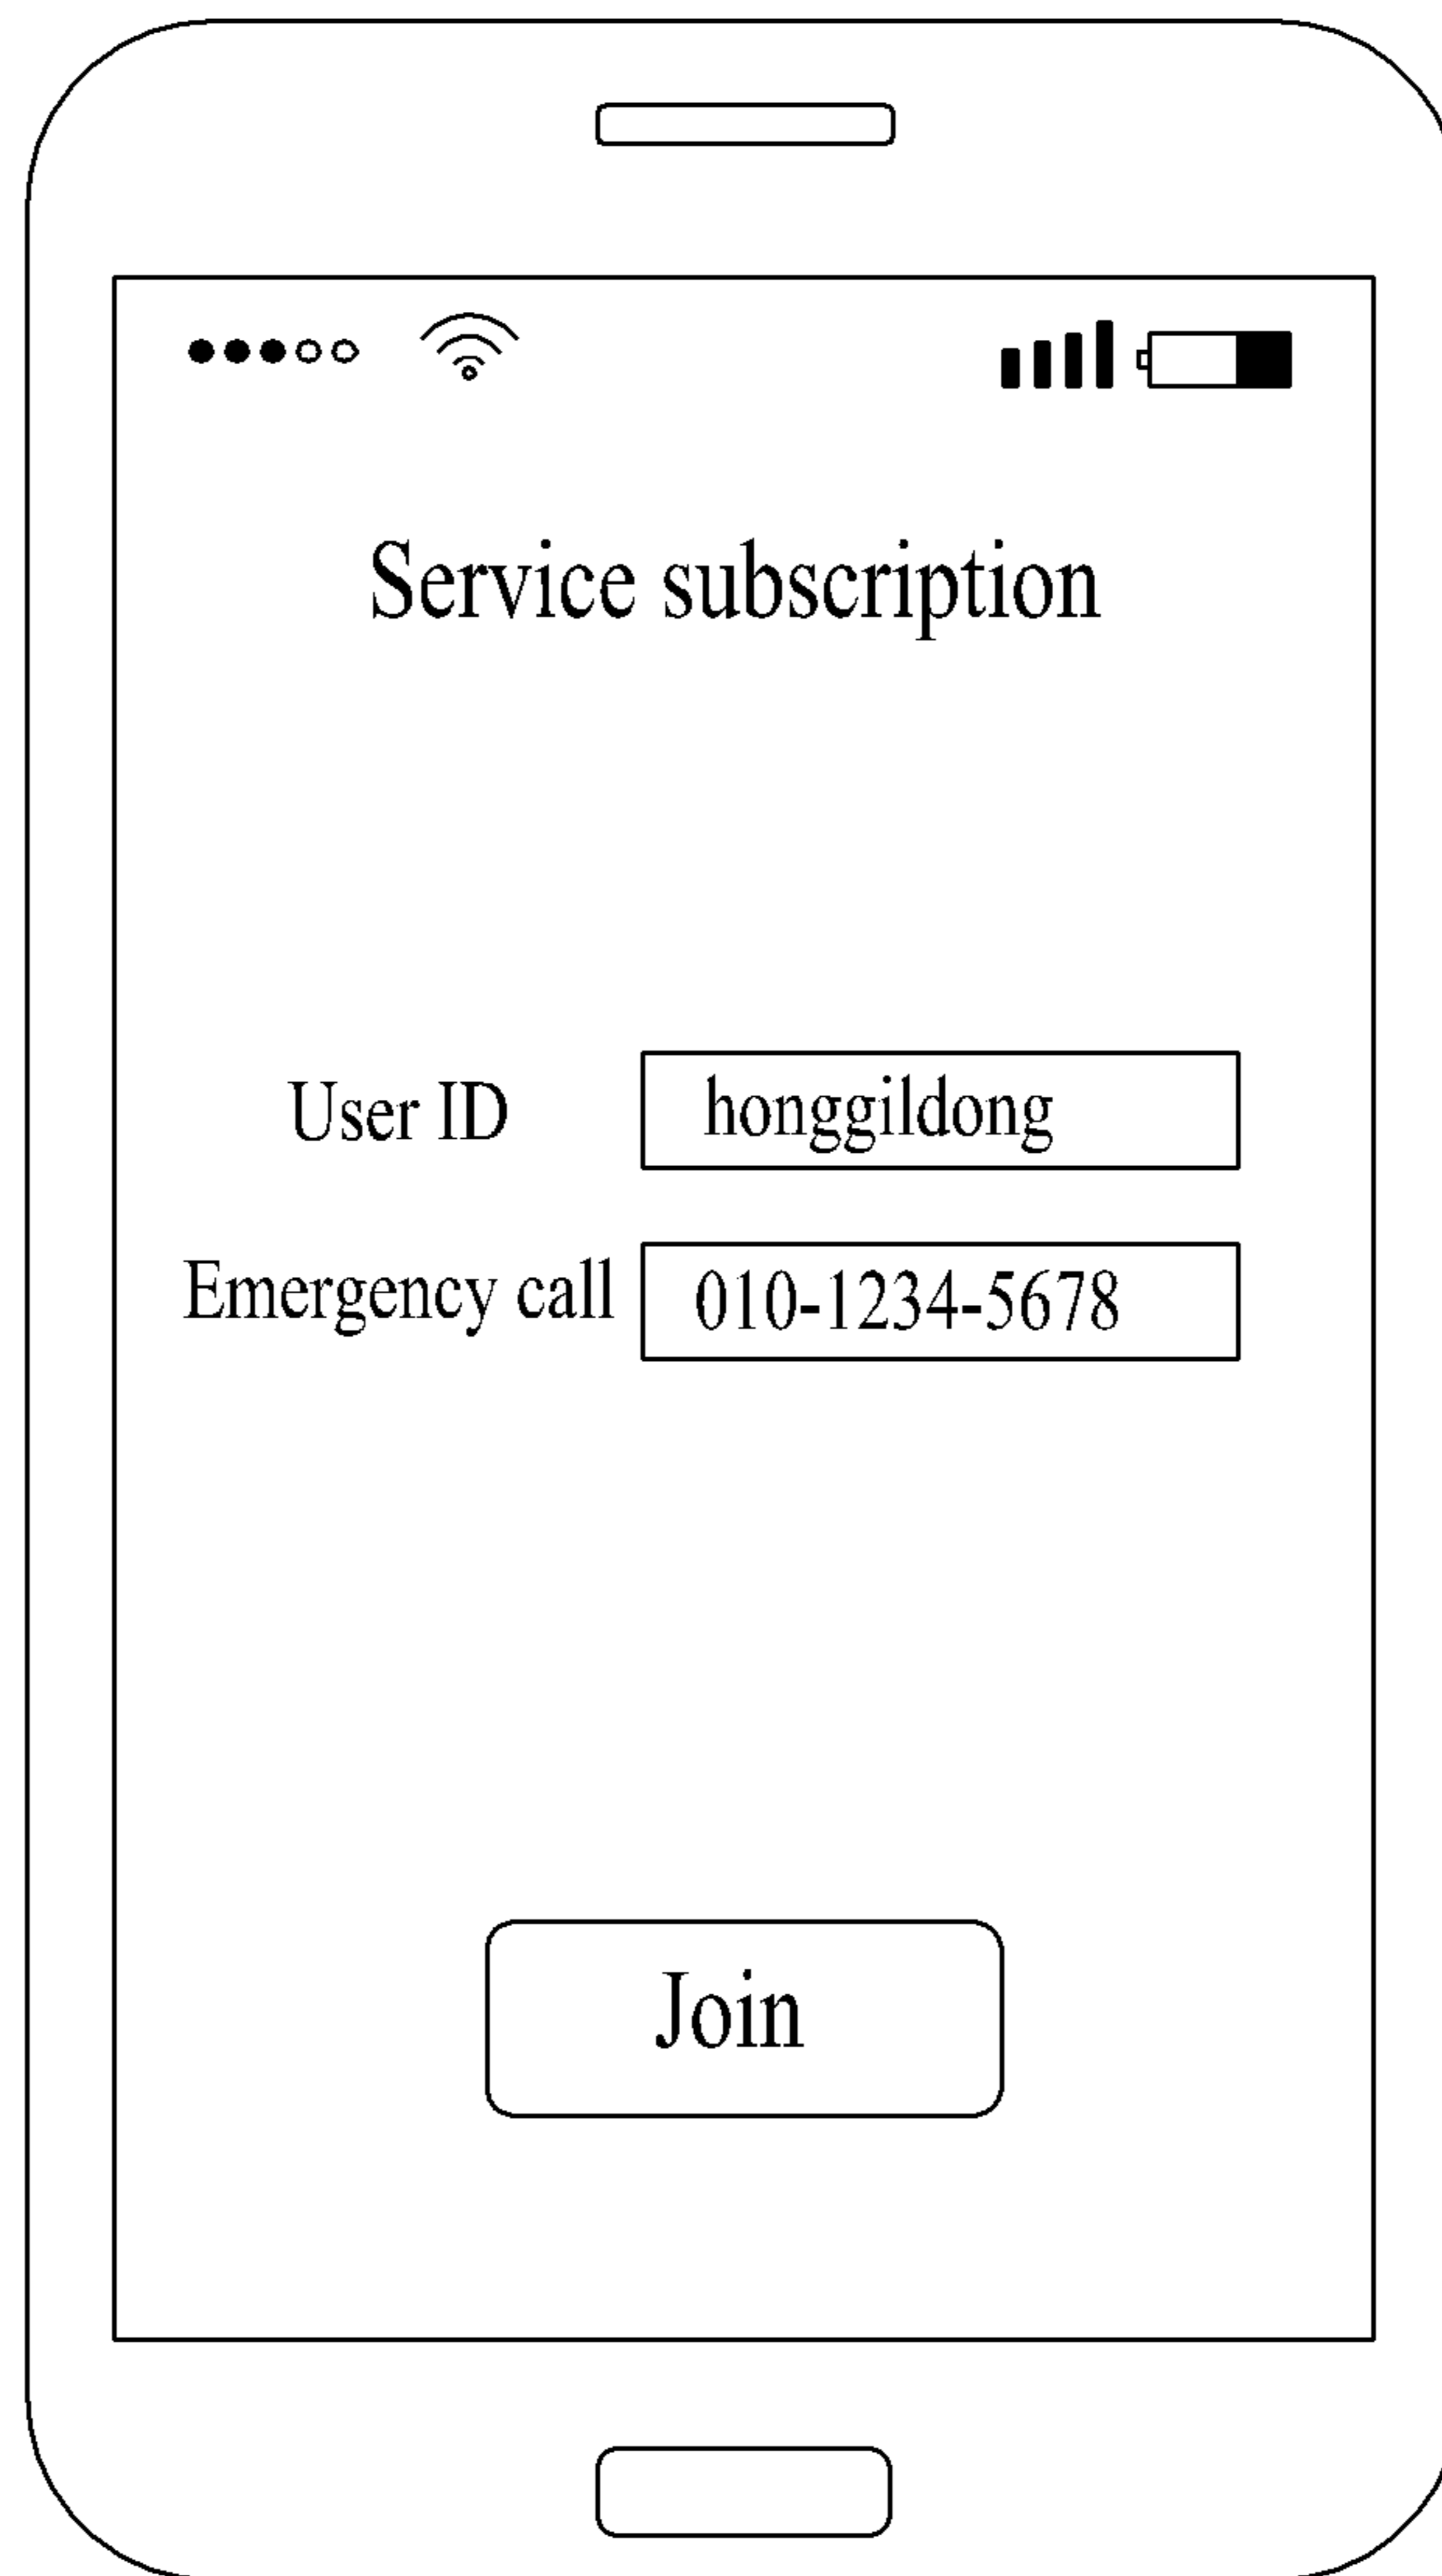 Service subscription
User ID honggildong
Emergency call 010-1234-5678
Join